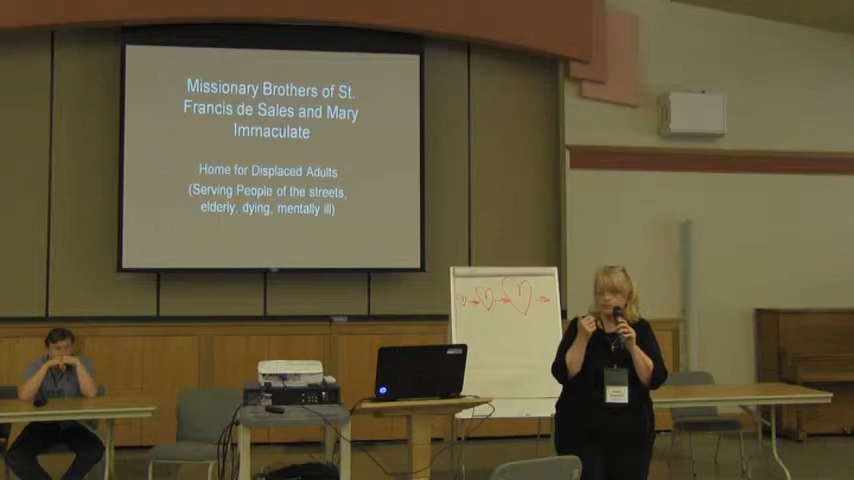 Missionary Brothers of St.
Francis de Sales and Mary
Immaculate
Home for Displaced Adults
(Serving People of the streets,
elderly, dying, mentally ill)